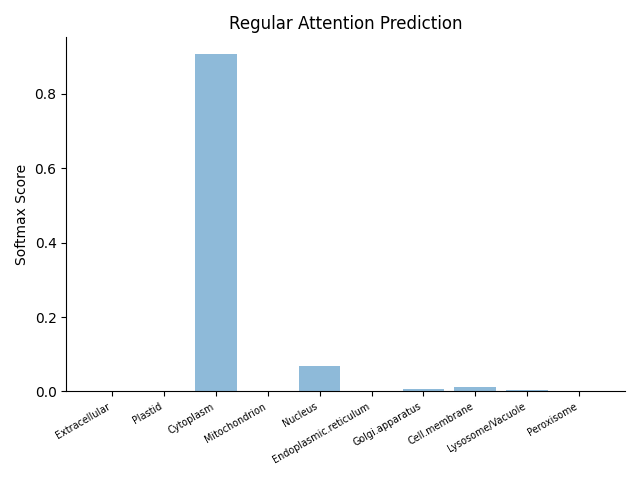 Regular Attention Prediction
Softmax Score
0.8
0.6
0.4
0.2
0.0
Extracellular
Plastid
Cytoplasm
Mitochondrion
Nucleus
Endoplasmic.reticulum
Golgi.apparatus
Cell.membrane
Lysosome/Vacuole
Peroxisome